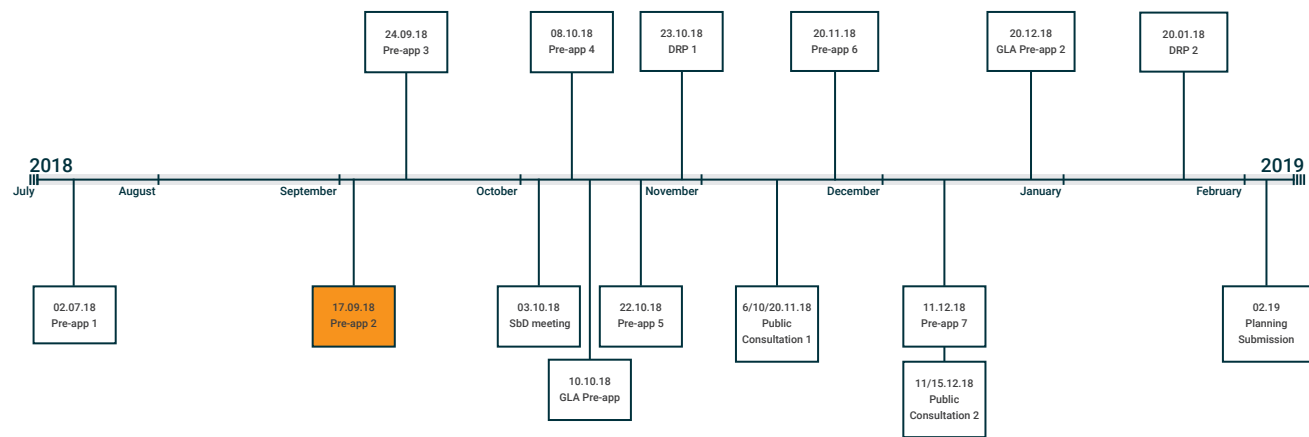 24.09.18
Pre-app 3
08.10.18
Pre-app 4
23.10.18
DRP 1
20.11.18
Pre-app 6
20.12.18
GLA Pre-app 2
20.01.18
DRP 2
2018
2019
July
August
September
October
November
December
January
February
02.07.18
Pre-app 1
17.09.18
Pre-app 2
03.10.18
SbD meeting
22.10.18
Pre-app 5
6/10/20.11.18
Public
Consultation 1
11.12.18
Pre-app 7
02.19
Planning
Submission
10.10.18
GLA Pre-app
11/15.12.18
Public
Consultation 2